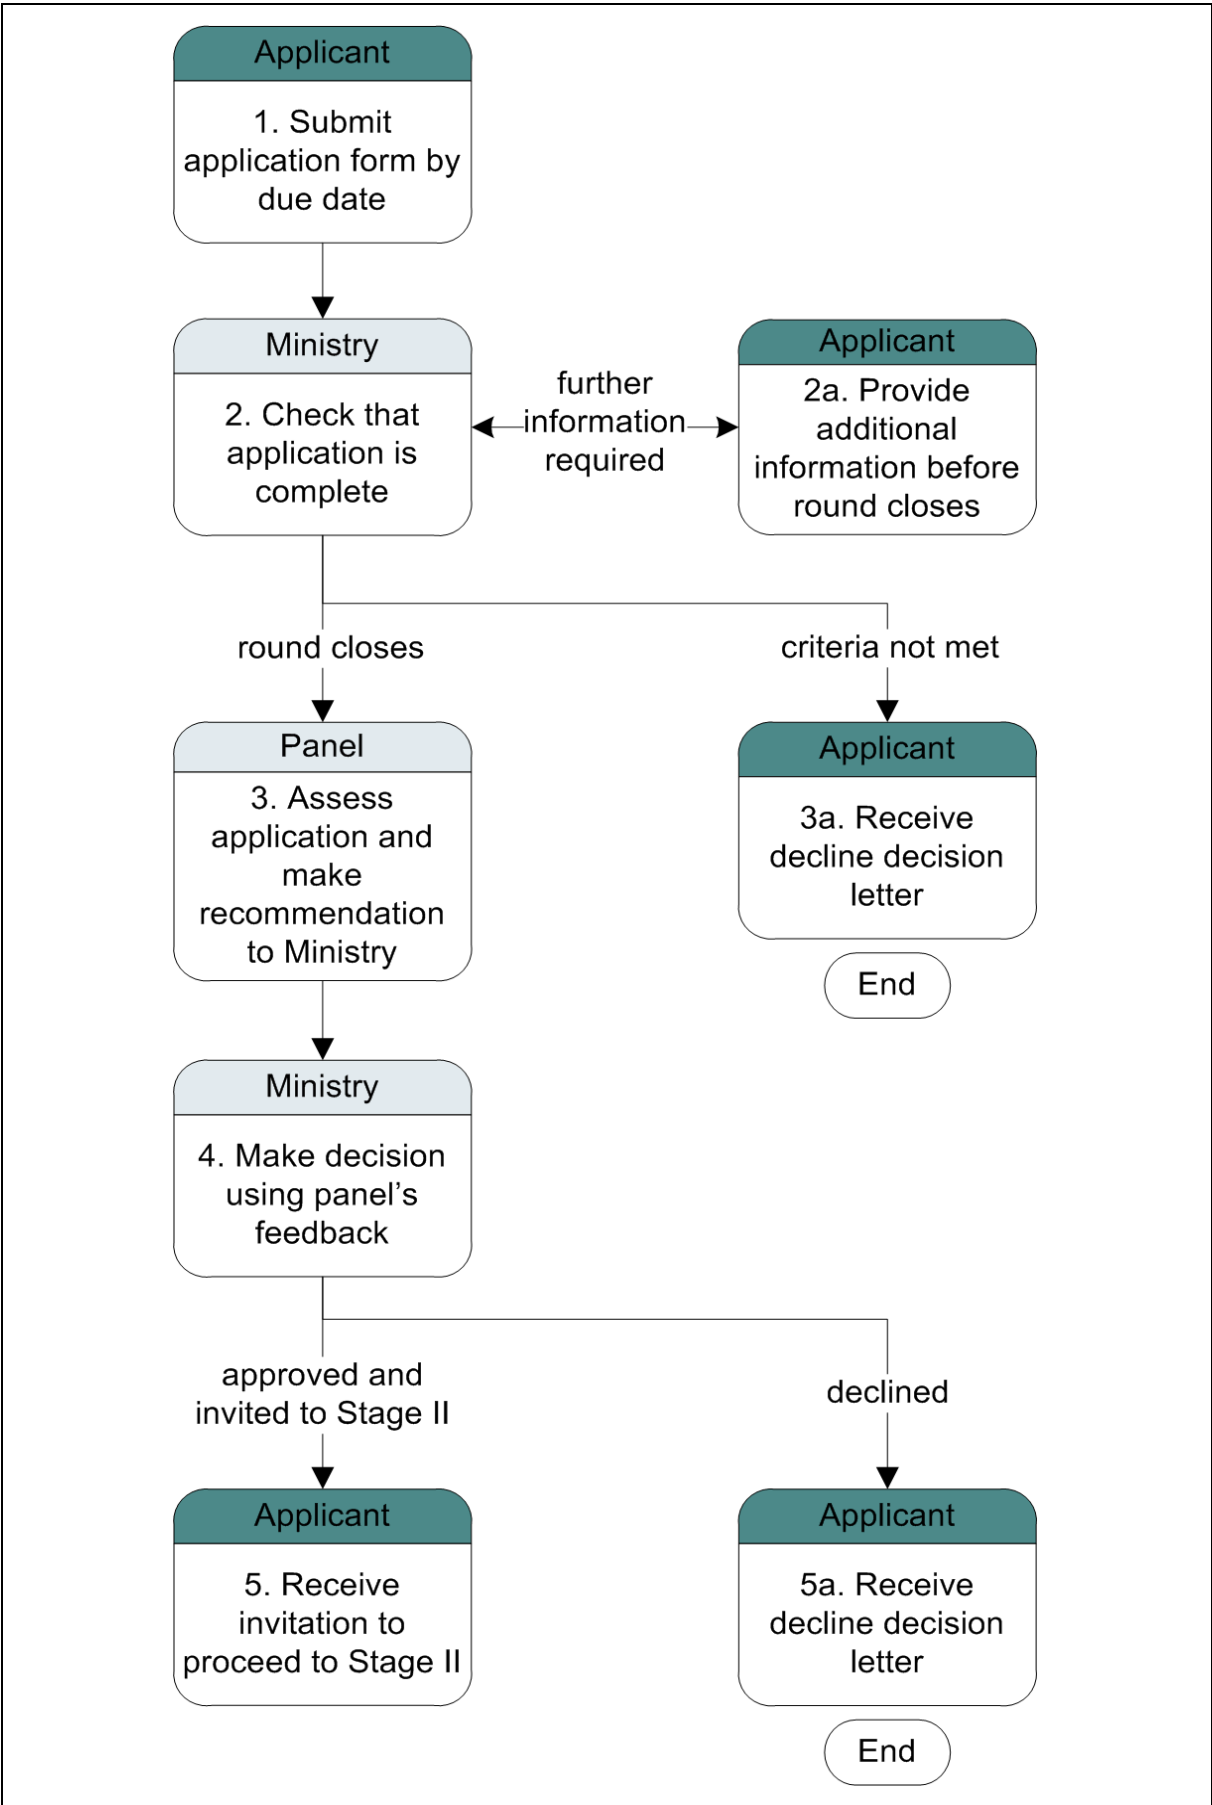 Applicant
1. Submit
application form by
due date
Ministry
2. Check that
application is
complete
further
information
required
Applicant
2a. Provide
additional
information before
round closes
round closes
criteria not met
Panel
3. Assess
application and
make
recommendation
to Ministry
Applicant
3a. Receive
decline decision
letter
End
Ministry
4. Make decision
using panel’s
feedback
approved and
invited to Stage II
declined
Applicant
5. Receive
invitation to
proceed to Stage II
Applicant
5a. Receive
decline decision
letter
End